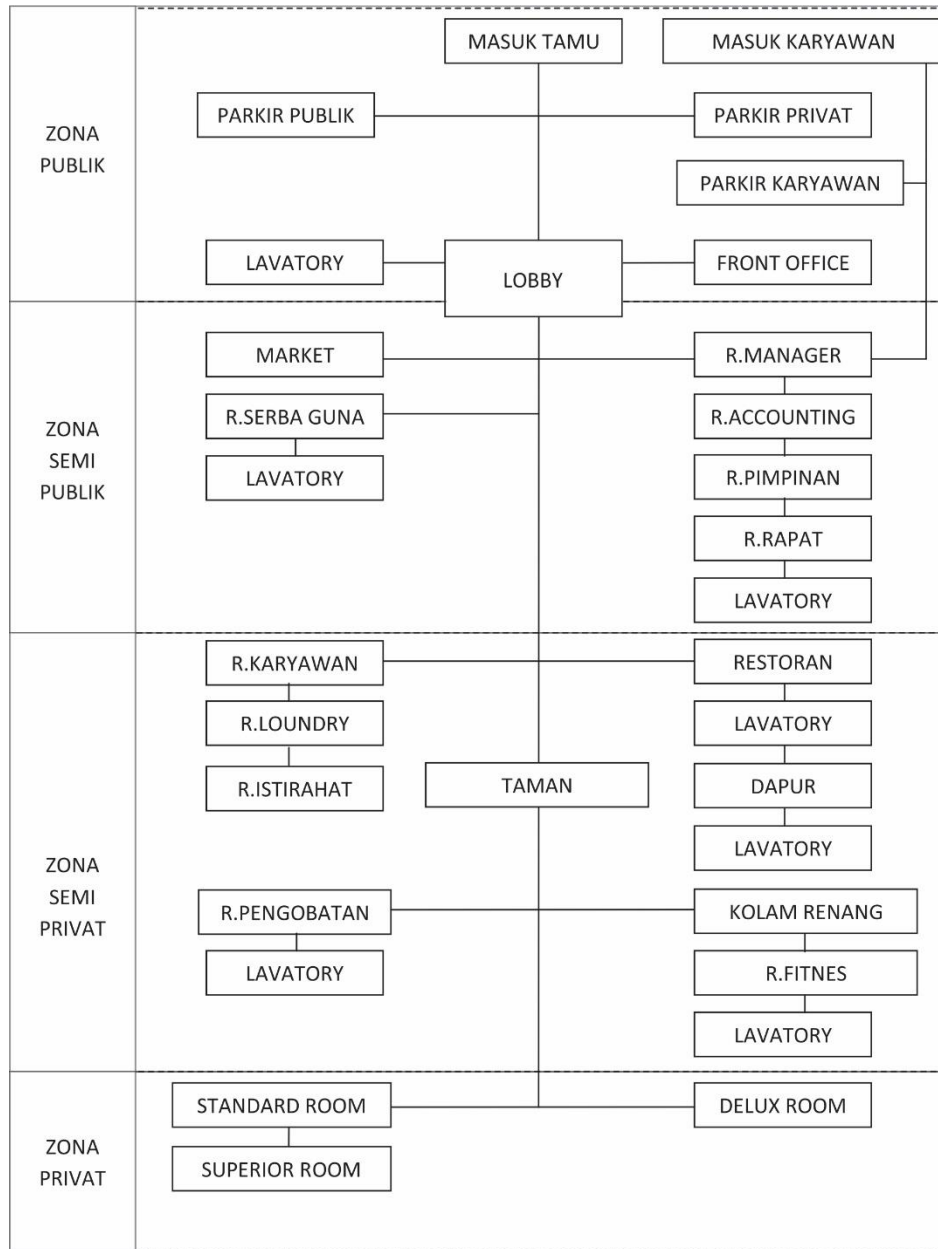 MASUK TAMU
MASUK KARYAWAN
ZONA
PUBLIK
PARKIR PUBLIK
PARKIR PRIVAT
PARKIR KARYAWAN
LAVATORY
LOBBY
FRONT OFFICE
ZONA
SEMI
PUBLIK
MARKET
R.MANAGER
R.SERBA GUNA
R.ACCOUNTING
LAVATORY
R.PIMPINAN
R.RAPAT
LAVATORY
ZONA
SEMI
PRIVAT
R.KARYAWAN
RESTORAN
R.LOUNDRY
LAVATORY
R.ISTIRAHAT
TAMAN
DAPUR
LAVATORY
R.PENGOBATAN
KOLAM RENANG
LAVATORY
R.FITNES
LAVATORY
ZONA
PRIVAT
STANDARD ROOM
DELUX ROOM
SUPERIOR ROOM